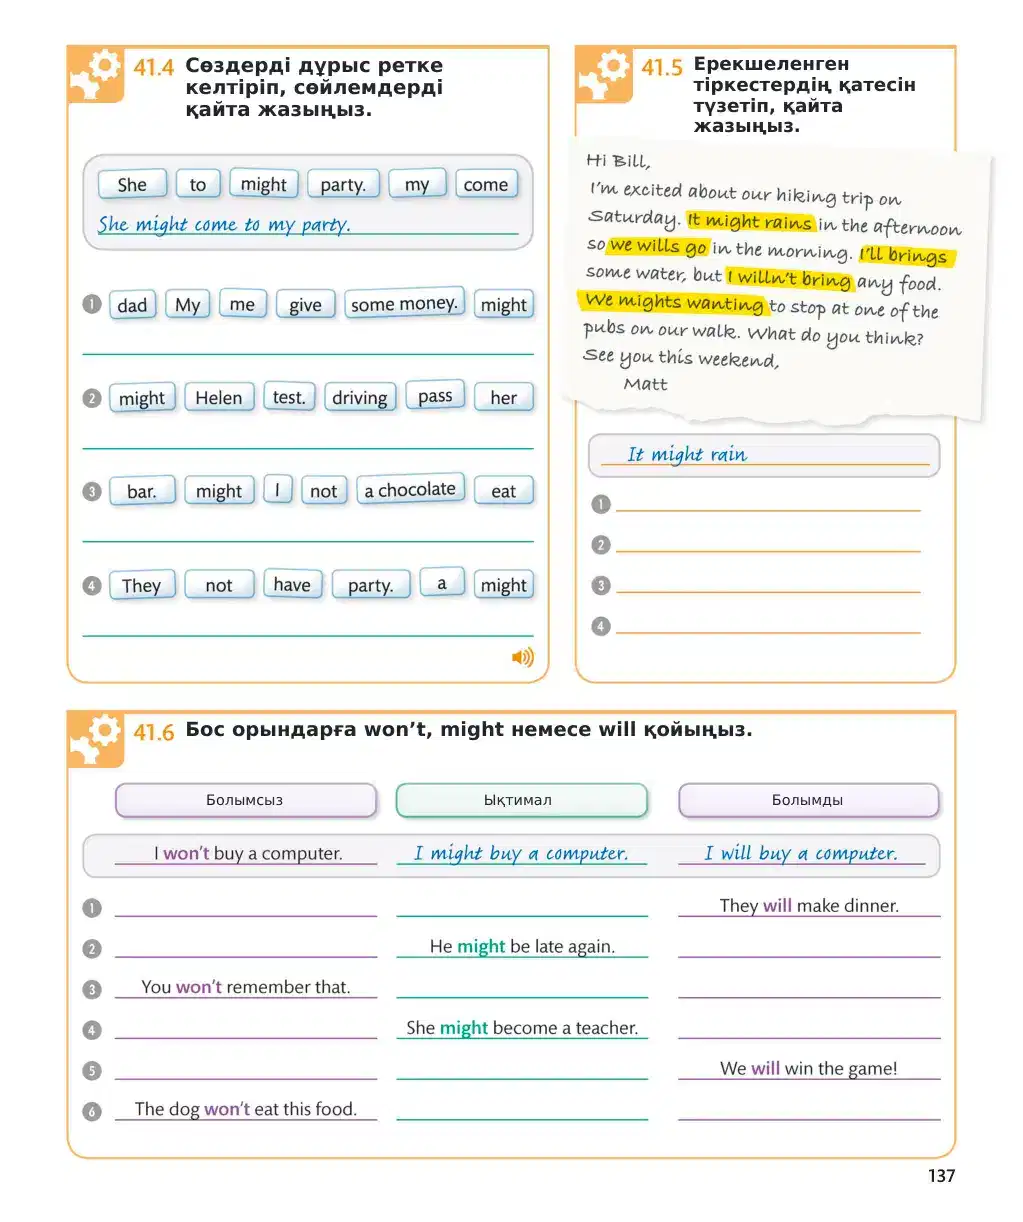 41.4 Сөздерді дұрыс ретке
келтіріп, сөйлемдерді
қайта жазыңыз.
She to might party. my come
She might come to my party.
1 dad My me give some money. might
2 might Helen test. driving pass her
3 bar. might I not a chocolate eat
4 They not have party. a might
41.5 Ерекшеленген
тіркестердің қатесін
түзетіп, қайта
жазыңыз.
Hi Bill,
I'm excited about our hiking trip on
Saturday. It might rains in the afternoon
so we wills go in the morning. I'll brings
some water, but I willn't bring any food.
We mights wanting to stop at one of the
pubs on our walk. What do you think?
See you this weekend,
Matt
It might rain
1
2
3
4
41.6 Бос орындарға won’t, might немесе will қойыңыз.
Болымсыз Ықтимал Болымды
I won't buy a computer. I might buy a computer. I will buy a computer.
1 They will make dinner.
2 He might be late again.
3 You won't remember that.
4 She might become a teacher.
5 We will win the game!
6 The dog won't eat this food.
137